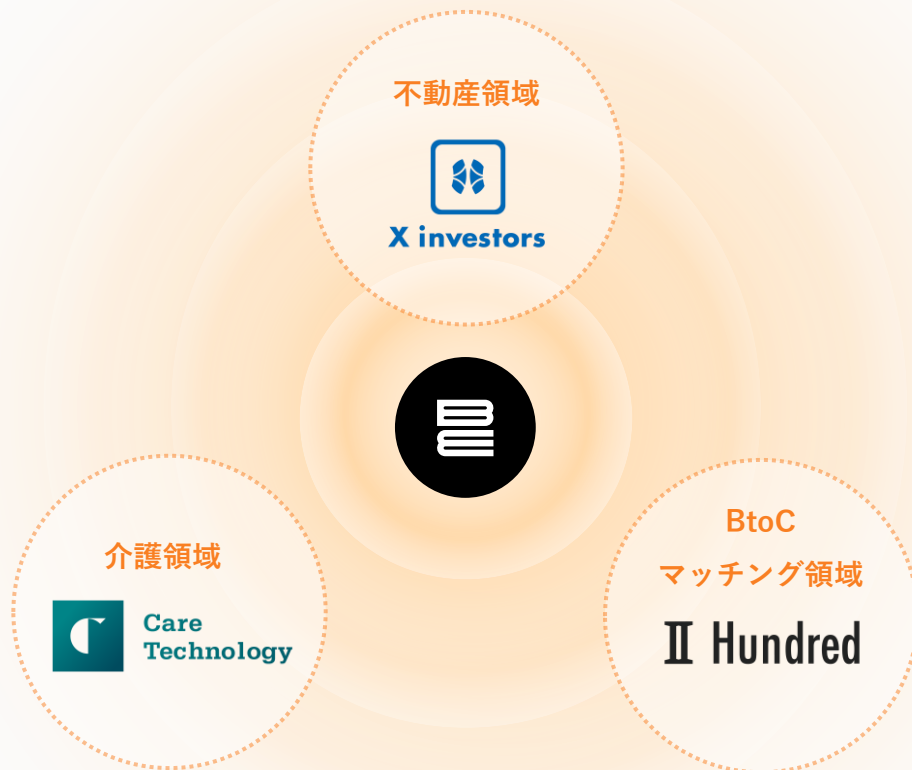 不動産領域
X investors
介護領域
Care
Technology
BtoC
マッチング領域
II Hundred